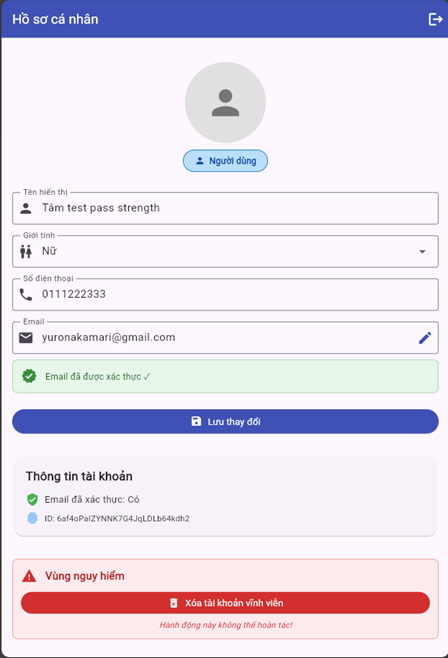 Hồ sơ cá nhân
Người dùng
Tên hiển thị
Tâm test pass strength
Giới tính
Nữ
Số điện thoại
0111222333
Email
yuronakamari@gmail.com
Email đã được xác thực ✓
Lưu thay đổi
Thông tin tài khoản
Email đã xác thực: Có
ID: 6af4oPaIZYNNK7G4JqLDLb64kdh2
Vùng nguy hiểm
Xóa tài khoản vĩnh viễn
Hành động này không thể hoàn tác!